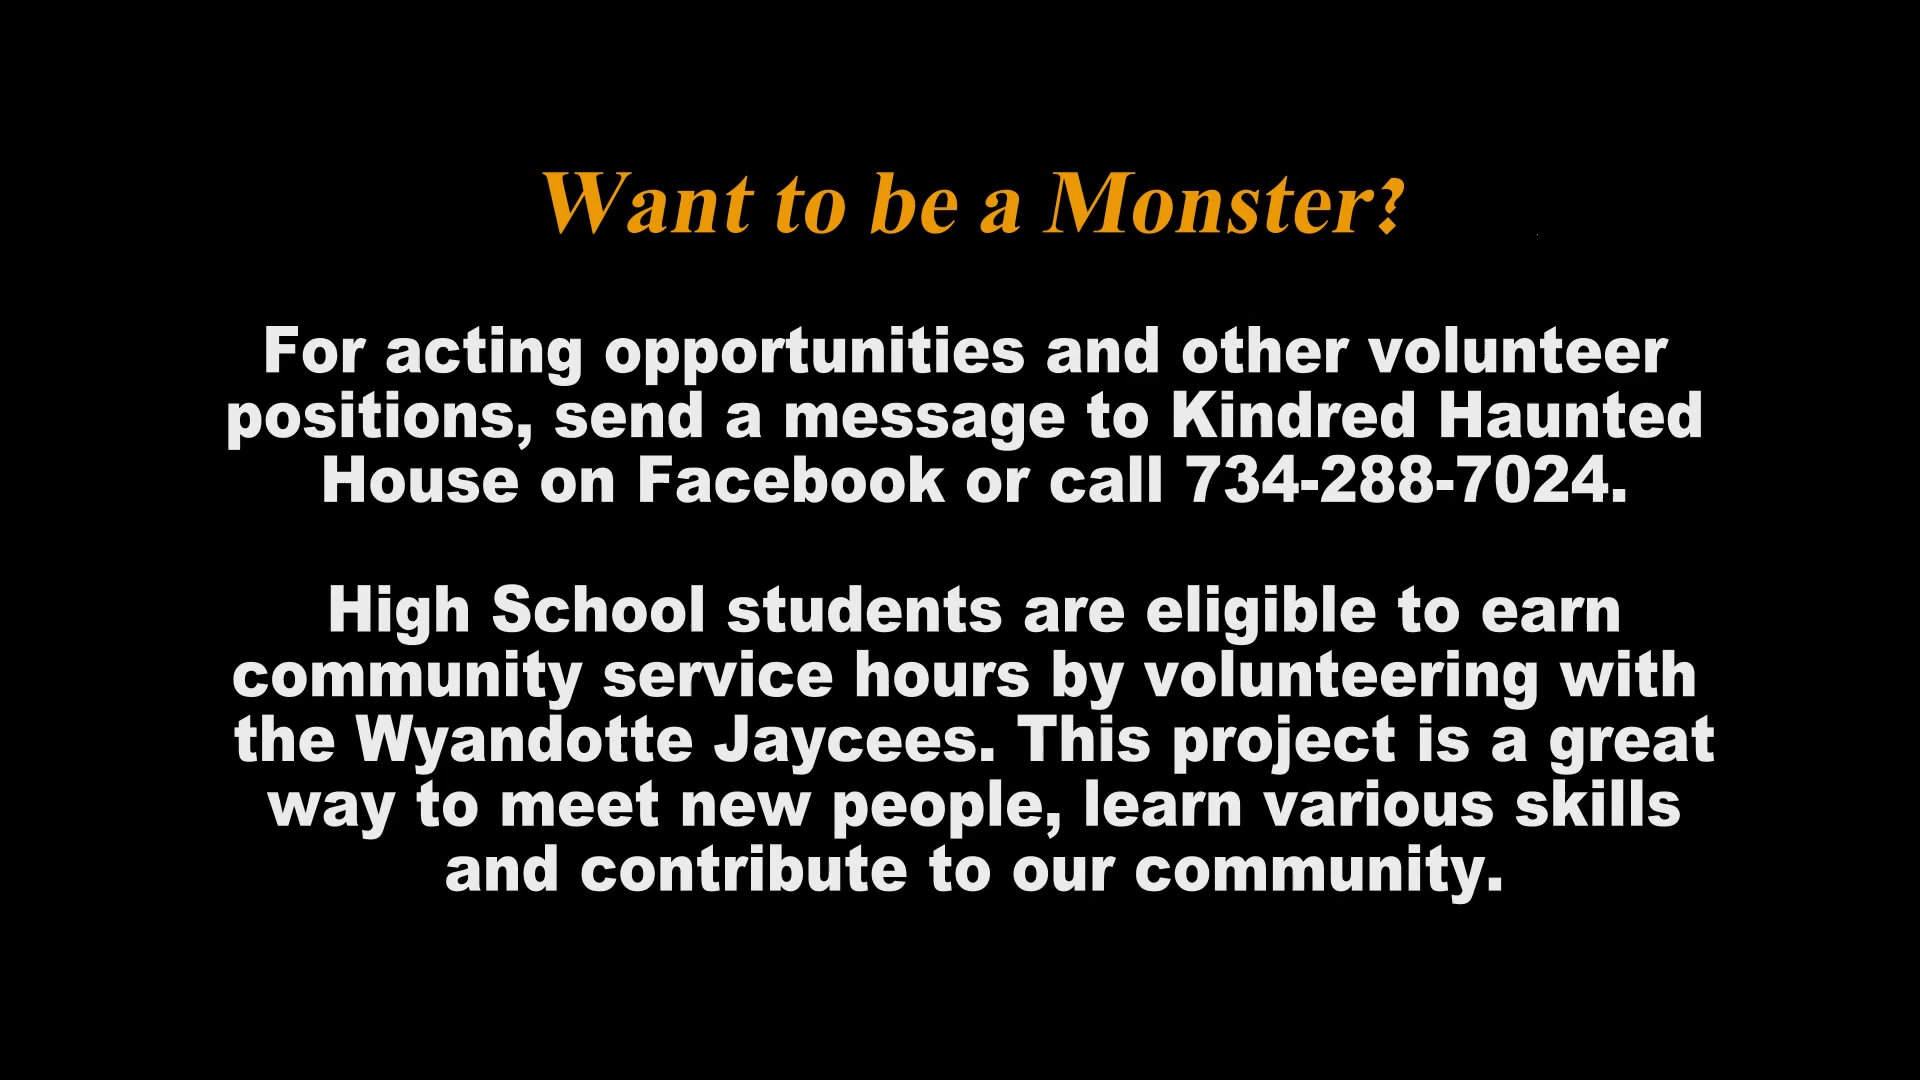 Want to be a Monster?
For acting opportunities and other volunteer
positions, send a message to Kindred Haunted
House on Facebook or call 734-288-7024.
High School students are eligible to earn
community service hours by volunteering with
the Wyandotte Jaycees. This project is a great
way to meet new people, learn various skills
and contribute to our community.